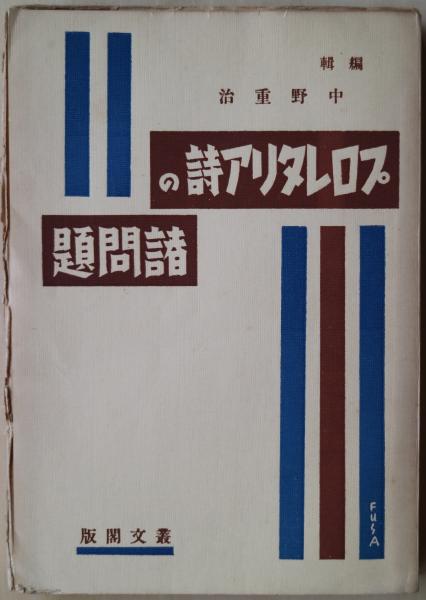 編輯
中野重治
プロレタリア詩の
諸問題
叢文閣版
FUSA